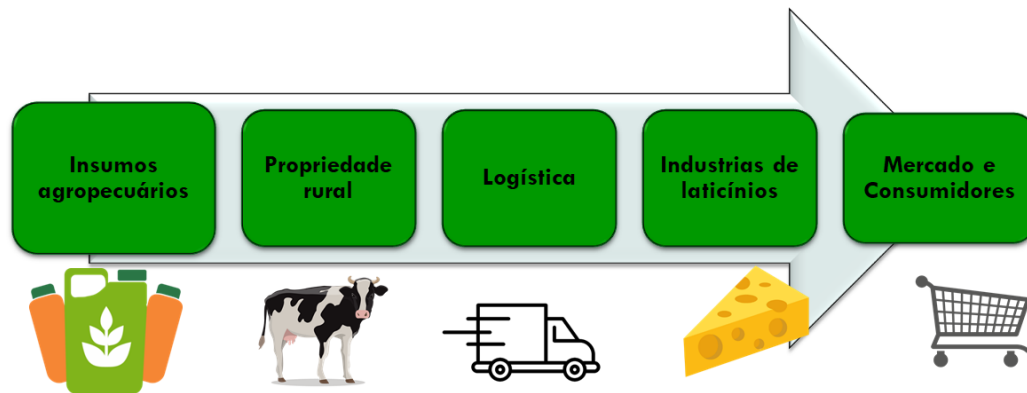 Insumos
agropecuários
Propriedade
rural
Logística
Industrias de
laticínios
Mercado e
Consumidores